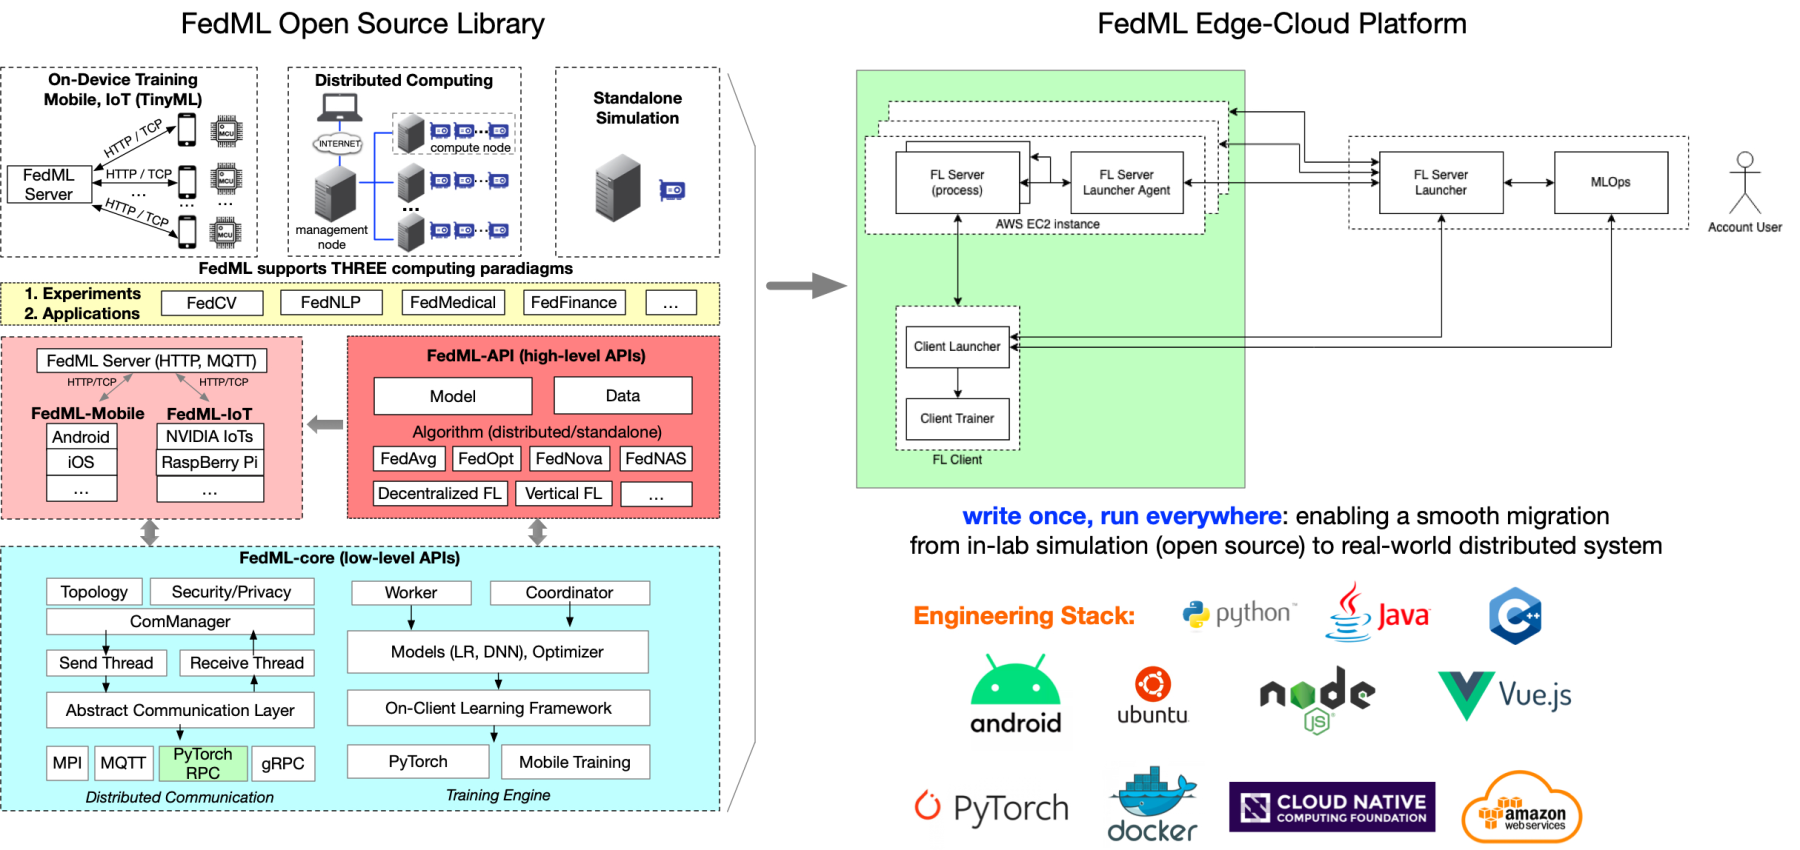 FedML Open Source Library
On-Device Training
Mobile, IoT (TinyML)
FedML
Server
HTTP / TCP
HTTP / TCP
...
HTTP / TCP
MCU
MCU
...
...
MCU
Distributed Computing
INTERNET
compute node
...
...
...
...
management
node
Standalone
Simulation
FedML supports THREE computing paradiagms
1. Experiments
2. Applications
FedCV
FedNLP
FedMedical
FedFinance
...
FedML Server (HTTP, MQTT)
HTTP/TCP
HTTP/TCP
FedML-Mobile
FedML-IoT
Android
iOS
...
NVIDIA IoTs
RaspBerry Pi
...
FedML-API (high-level APIs)
Model
Data
Algorithm (distributed/standalone)
FedAvg
FedOpt
FedNova
FedNAS
Decentralized FL
Vertical FL
...
FedML-core (low-level APIs)
Topology
Security/Privacy
ComManager
Send Thread
Receive Thread
Abstract Communication Layer
MPI
MQTT
PyTorch
RPC
gRPC
Distributed Communication
Worker
Coordinator
Models (LR, DNN), Optimizer
On-Client Learning Framework
PyTorch
Mobile Training
Training Engine
FedML Edge-Cloud Platform
FL Server
(process)
FL Server
Launcher Agent
AWS EC2 instance
FL Server
Launcher
MLOps
Account User
Client Launcher
Client Trainer
FL Client
write once, run everywhere: enabling a smooth migration
from in-lab simulation (open source) to real-world distributed system
Engineering Stack:
python™
Java
C++
android
ubuntu
node
JS
Vue.js
PyTorch
docker
CLOUD NATIVE
COMPUTING FOUNDATION
amazon
webservices